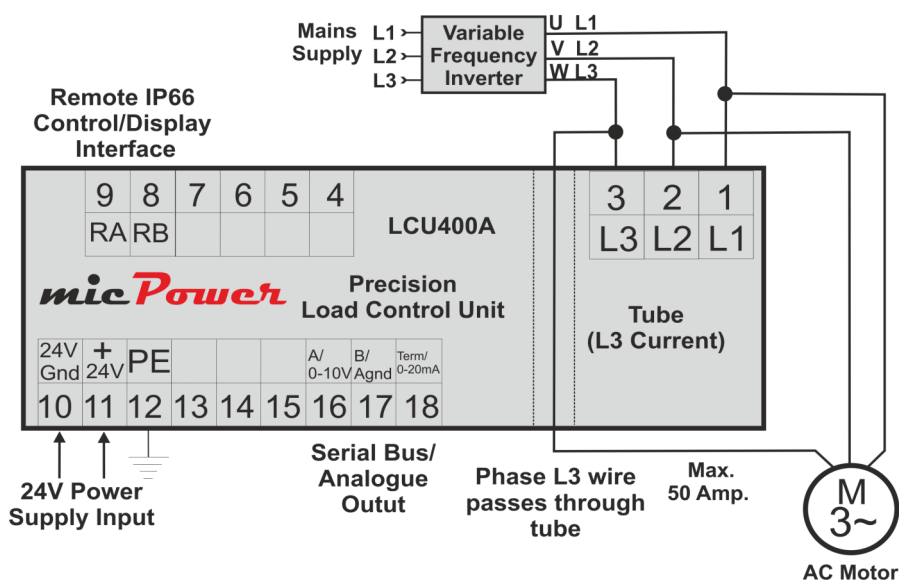 Mains L1
Supply L2
L3
Variable
Frequency
Inverter
U L1
V L2
W L3
Remote IP66
Control/Display
Interface
9 8 7 6 5 4
RA RB
LCU400A
3 2 1
L3 L2 L1
micPower
Precision
Load Control Unit
Tube
(L3 Current)
24V Gnd
+ 24V
PE
A/ 0-10V
B/ Agnd
Term/ 0-20mA
10 11 12 13 14 15 16 17 18
24V Power
Supply Input
Serial Bus/
Analogue
Outut
Phase L3 wire
passes through
tube
Max.
50 Amp.
M
3~
AC Motor